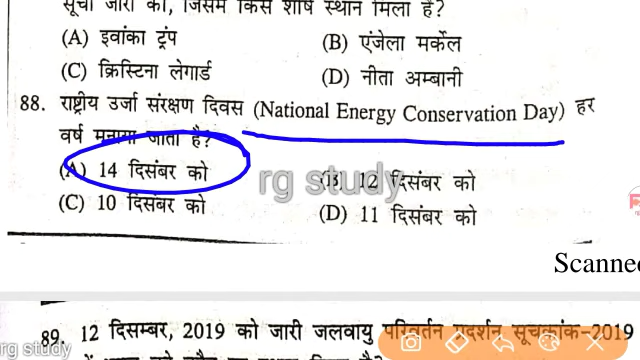 सूची जारी की, जिसमें किसे शीर्ष स्थान मिला है?
(A) इवांका ट्रंप
(B) एंजेला मर्केल
(C) क्रिस्टिना लेगार्ड
(D) नीता अम्बानी
88. राष्ट्रीय उर्जा संरक्षण दिवस (National Energy Conservation Day) हर
वर्ष मनाया जाता है?
(A) 14 दिसंबर को
(B) 12 दिसंबर को
rg study
(C) 10 दिसंबर को
(D) 11 दिसंबर को
Scanne
89. 12 दिसम्बर, 2019 को जारी जलवायु परिवर्तन प्रदर्शन सूचकांक-2019
rg study